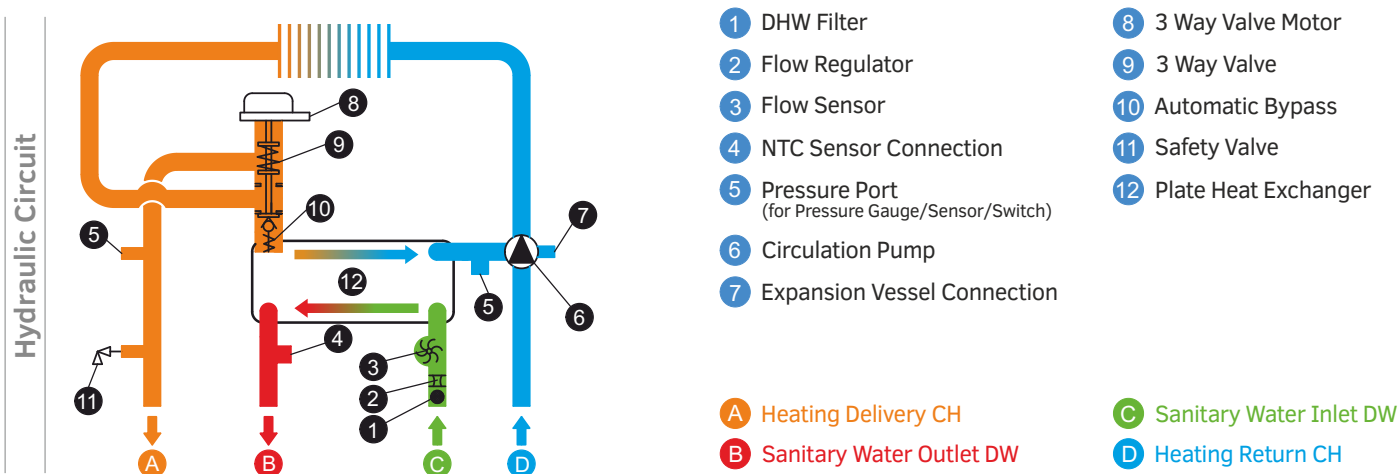 Hydraulic Circuit
8
9
10
5
7
12
5
6
4
3
11
2
1
A
B
C
D
1 DHW Filter
2 Flow Regulator
3 Flow Sensor
4 NTC Sensor Connection
5 Pressure Port
(for Pressure Gauge/Sensor/Switch)
6 Circulation Pump
7 Expansion Vessel Connection
8 3 Way Valve Motor
9 3 Way Valve
10 Automatic Bypass
11 Safety Valve
12 Plate Heat Exchanger
A Heating Delivery CH
B Sanitary Water Outlet DW
C Sanitary Water Inlet DW
D Heating Return CH